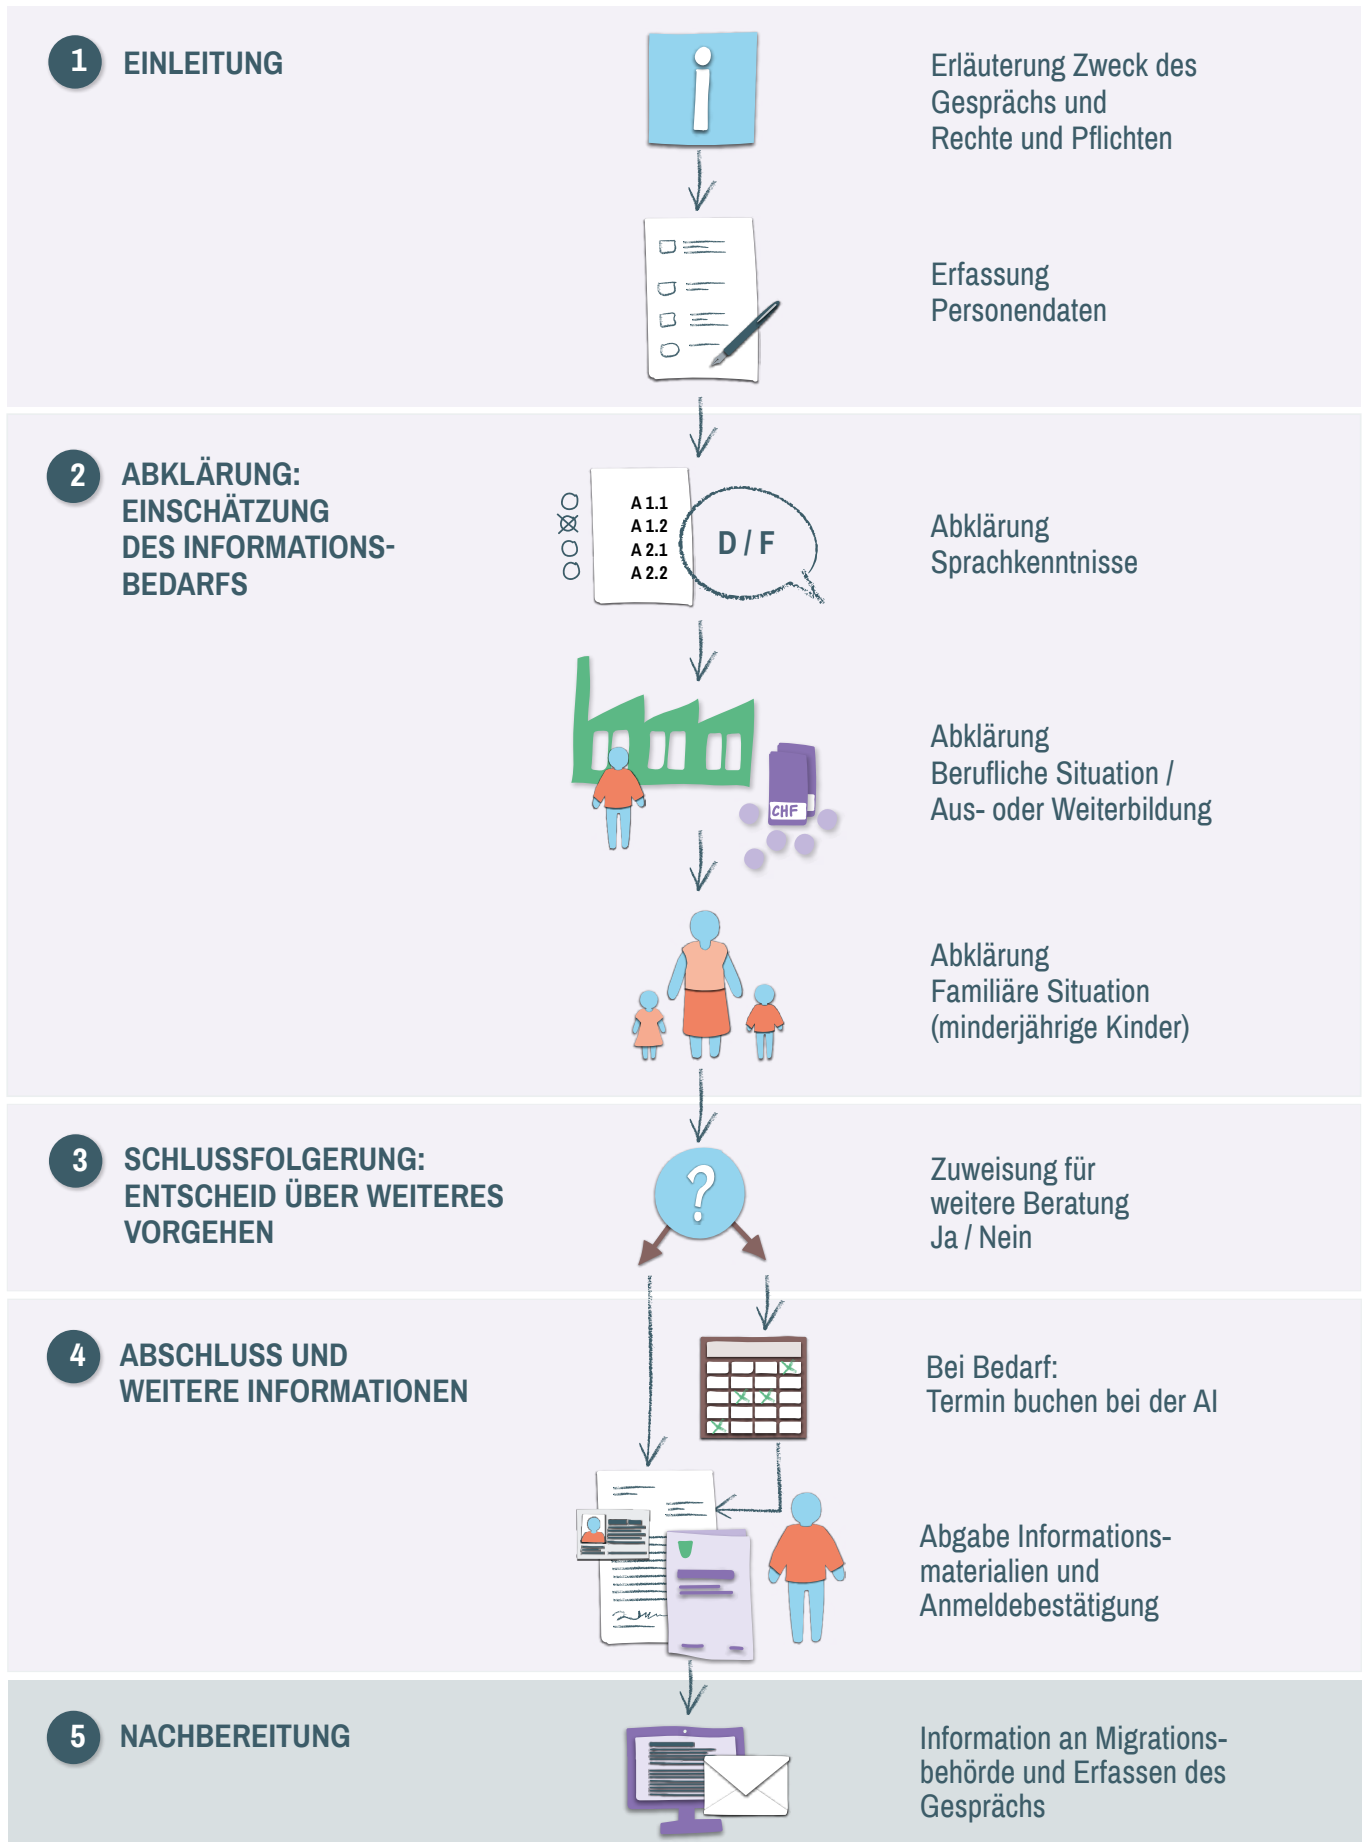 1 EINLEITUNG
Erläuterung Zweck des
Gesprächs und
Rechte und Pflichten
Erfassung
Personendaten
2 ABKLÄRUNG:
EINSCHÄTZUNG
DES INFORMATIONS-
BEDARFS
A 1.1
A 1.2
A 2.1
A 2.2
D / F
Abklärung
Sprachkenntnisse
CHF
Abklärung
Berufliche Situation /
Aus- oder Weiterbildung
Abklärung
Familiäre Situation
(minderjährige Kinder)
3 SCHLUSSFOLGERUNG:
ENTSCHEID ÜBER WEITERES
VORGEHEN
?
Zuweisung für
weitere Beratung
Ja / Nein
4 ABSCHLUSS UND
WEITERE INFORMATIONEN
Bei Bedarf:
Termin buchen bei der AI
Abgabe Informations-
materialien und
Anmeldebestätigung
5 NACHBEREITUNG
Information an Migrations-
behörde und Erfassen des
Gesprächs